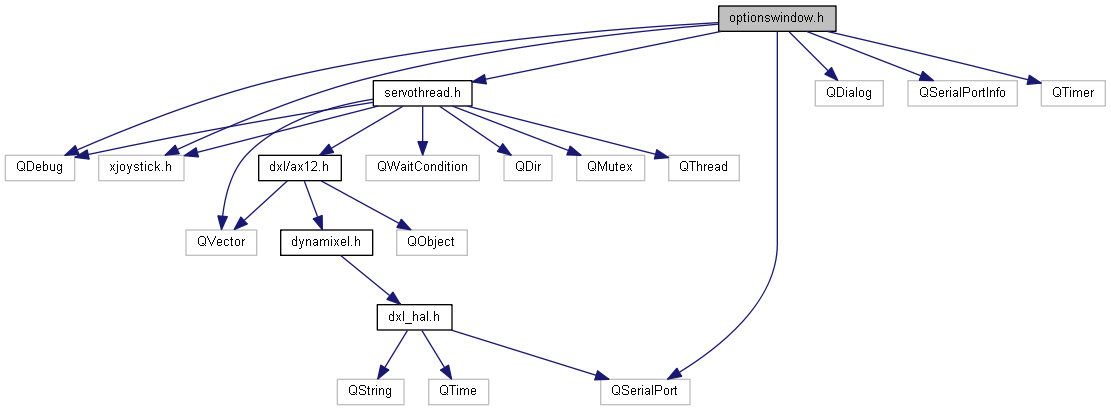 optionswindow.h
servothread.h
QDialog
QSerialPortInfo
QTimer
QDebug
xjoystick.h
dxl/ax12.h
QWaitCondition
QDir
QMutex
QThread
QVector
dynamixel.h
QObject
dxl_hal.h
QString
QTime
QSerialPort